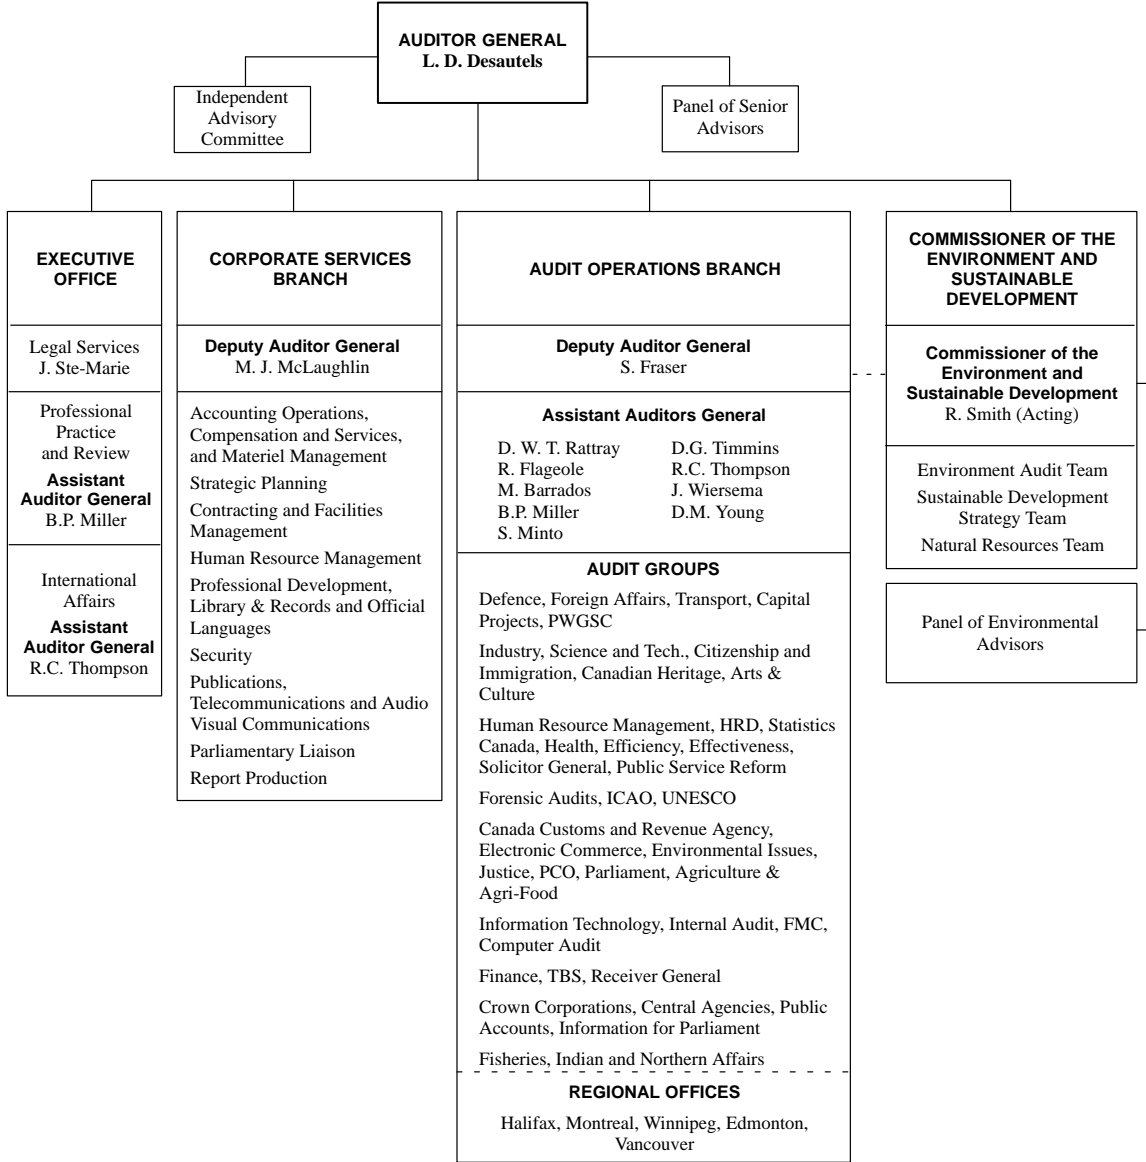 AUDITOR GENERAL
L. D. Desautels
Independent
Advisory
Committee
Panel of Senior
Advisors
EXECUTIVE
OFFICE
Legal Services
J. Ste-Marie
Professional
Practice
and Review
Assistant
Auditor General
B.P. Miller
International
Affairs
Assistant
Auditor General
R.C. Thompson
CORPORATE SERVICES
BRANCH
Deputy Auditor General
M. J. McLaughlin
Accounting Operations,
Compensation and Services,
and Materiel Management
Strategic Planning
Contracting and Facilities
Management
Human Resource Management
Professional Development,
Library & Records and Official
Languages
Security
Publications,
Telecommunications and Audio
Visual Communications
Parliamentary Liaison
Report Production
AUDIT OPERATIONS BRANCH
Deputy Auditor General
S. Fraser
Assistant Auditors General
D. W. T. Rattray
R. Flageole
M. Barrados
B.P. Miller
S. Minto
D.G. Timmins
R.C. Thompson
J. Wiersema
D.M. Young
AUDIT GROUPS
Defence, Foreign Affairs, Transport, Capital
Projects, PWGSC
Industry, Science and Tech., Citizenship and
Immigration, Canadian Heritage, Arts &
Culture
Human Resource Management, HRD, Statistics
Canada, Health, Efficiency, Effectiveness,
Solicitor General, Public Service Reform
Forensic Audits, ICAO, UNESCO
Canada Customs and Revenue Agency,
Electronic Commerce, Environmental Issues,
Justice, PCO, Parliament, Agriculture &
Agri-Food
Information Technology, Internal Audit, FMC,
Computer Audit
Finance, TBS, Receiver General
Crown Corporations, Central Agencies, Public
Accounts, Information for Parliament
Fisheries, Indian and Northern Affairs
REGIONAL OFFICES
Halifax, Montreal, Winnipeg, Edmonton,
Vancouver
COMMISSIONER OF THE
ENVIRONMENT AND
SUSTAINABLE
DEVELOPMENT
Commissioner of the
Environment and
Sustainable Development
R. Smith (Acting)
Environment Audit Team
Sustainable Development
Strategy Team
Natural Resources Team
Panel of Environmental
Advisors